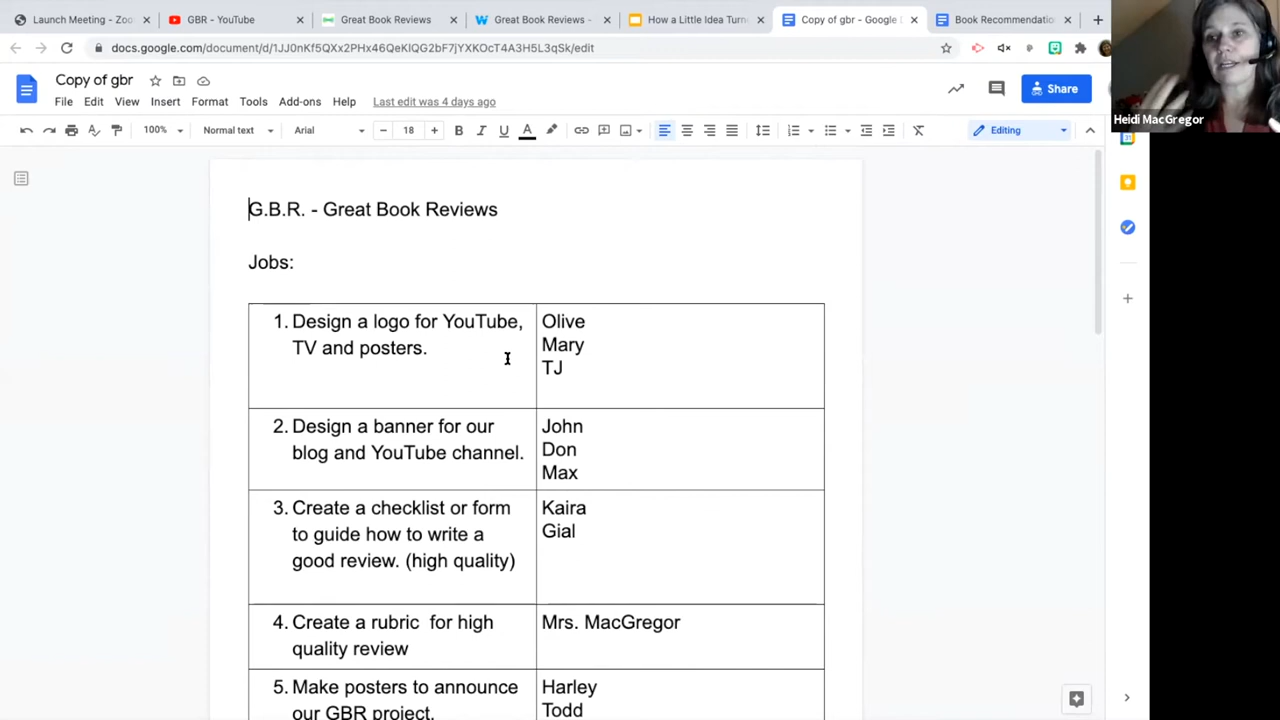 Launch Meeting - Zoo
GBR - YouTube
Great Book Reviews
Great Book Reviews -
How a Little Idea Turn
Copy of gbr - Google
Book Recommendatio
docs.google.com/document/d/1JJ0nKf5QXx2PHx46QeKIQG2bF7jYXKOcT4A3H5L3qSk/edit
Heidi MacGregor
Copy of gbr
File Edit View Insert Format Tools Add-ons Help Last edit was 4 days ago
Share
100% Normal text Arial 18 Editing
G.B.R. - Great Book Reviews
Jobs:
1. Design a logo for YouTube,
TV and posters.
Olive
Mary
TJ
2. Design a banner for our
blog and YouTube channel.
John
Don
Max
3. Create a checklist or form
to guide how to write a
good review. (high quality)
Kaira
Gial
4. Create a rubric for high
quality review
Mrs. MacGregor
5. Make posters to announce
our GBR project.
Harley
Todd